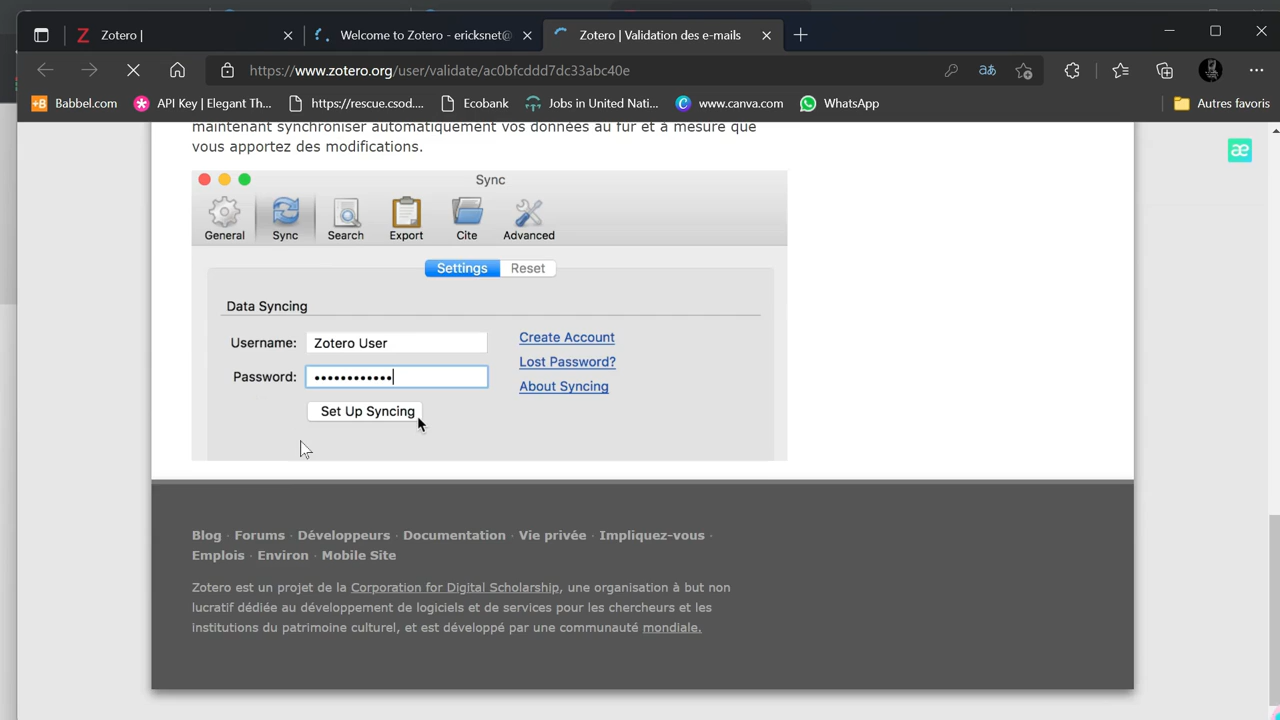 Zotero |
Welcome to Zotero - ericksnet@
Zotero | Validation des e-mails
https://www.zotero.org/user/validate/ac0bfcddd7dc33abc40e
Babbel.com
API Key | Elegant Th...
https://rescue.csod....
Ecobank
Jobs in United Nati...
www.canva.com
WhatsApp
Autres favoris
maintenant synchroniser automatiquement vos données au fur et à mesure que
vous apportez des modifications.
Sync
General
Sync
Search
Export
Cite
Advanced
Settings
Reset
Data Syncing
Username: Zotero User
Create Account
Lost Password?
Password: ••••••••••••
About Syncing
Set Up Syncing
Blog · Forums · Développeurs · Documentation · Vie privée · Impliquez-vous ·
Emplois · Environ · Mobile Site
Zotero est un projet de la Corporation for Digital Scholarship, une organisation à but non
lucratif dédiée au développement de logiciels et de services pour les chercheurs et les
institutions du patrimoine culturel, et est développé par une communauté mondiale.